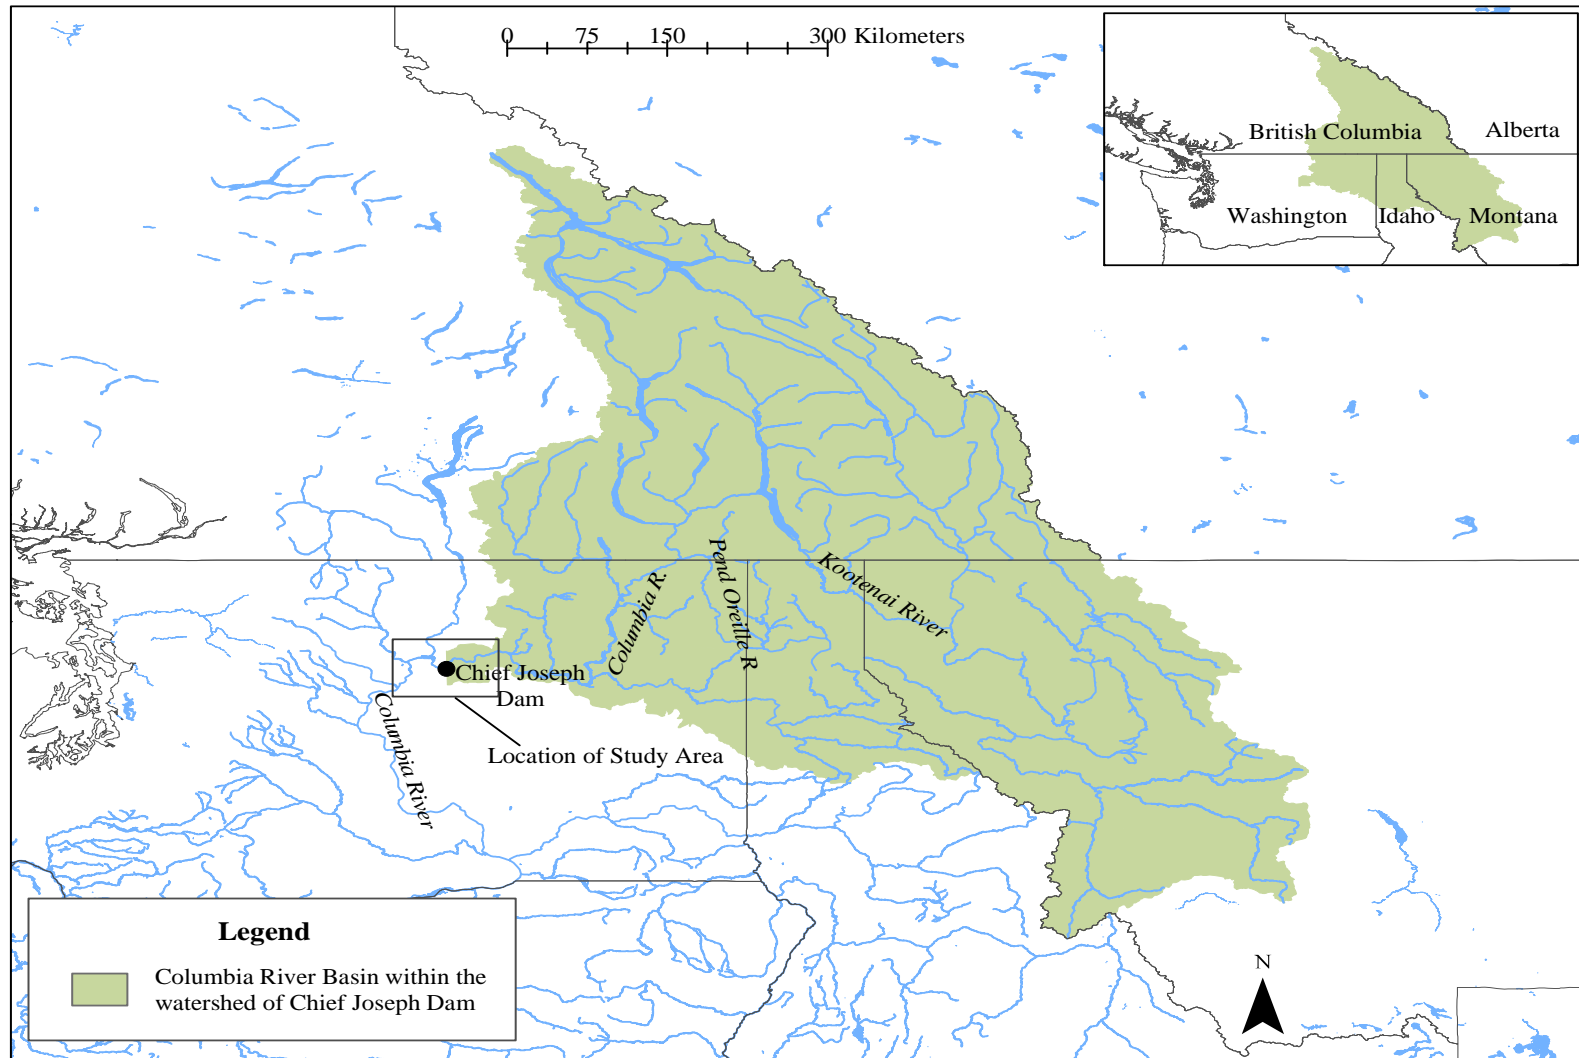 0 75 150 300 Kilometers
British Columbia
Alberta
Washington
Idaho
Montana
Pend Oreille R
Kootenai River
Columbia R.
Chief Joseph
Dam
Columbia River
Location of Study Area
Legend
Columbia River Basin within the
watershed of Chief Joseph Dam
N